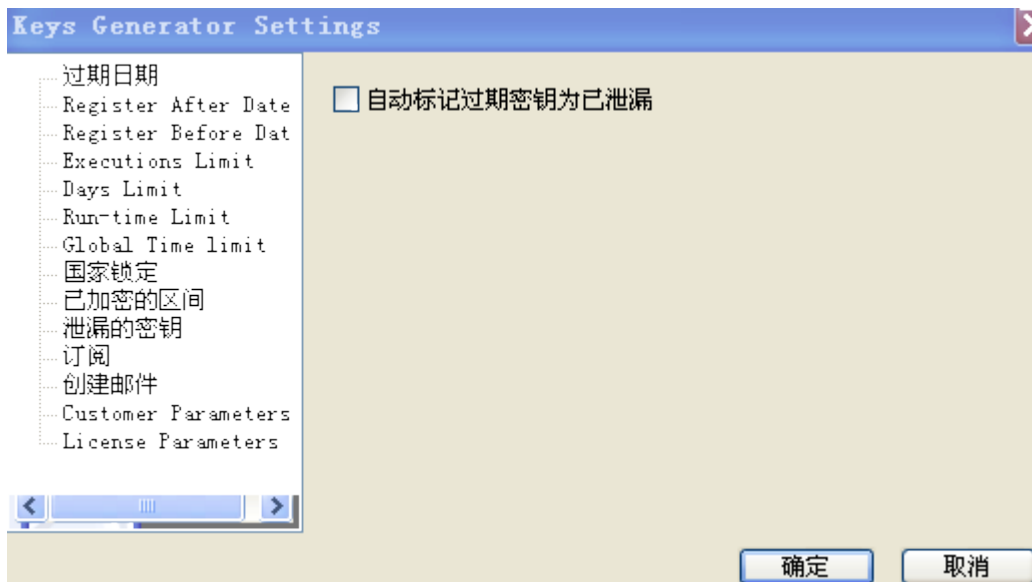 Keys Generator Settings
过期日期
Register After Date
Register Before Dat
Executions Limit
Days Limit
Run-time Limit
Global Time limit
国家锁定
已加密的区间
泄漏的密钥
订阅
创建邮件
Customer Parameters
License Parameters
自动标记过期密钥为已泄漏
确定
取消